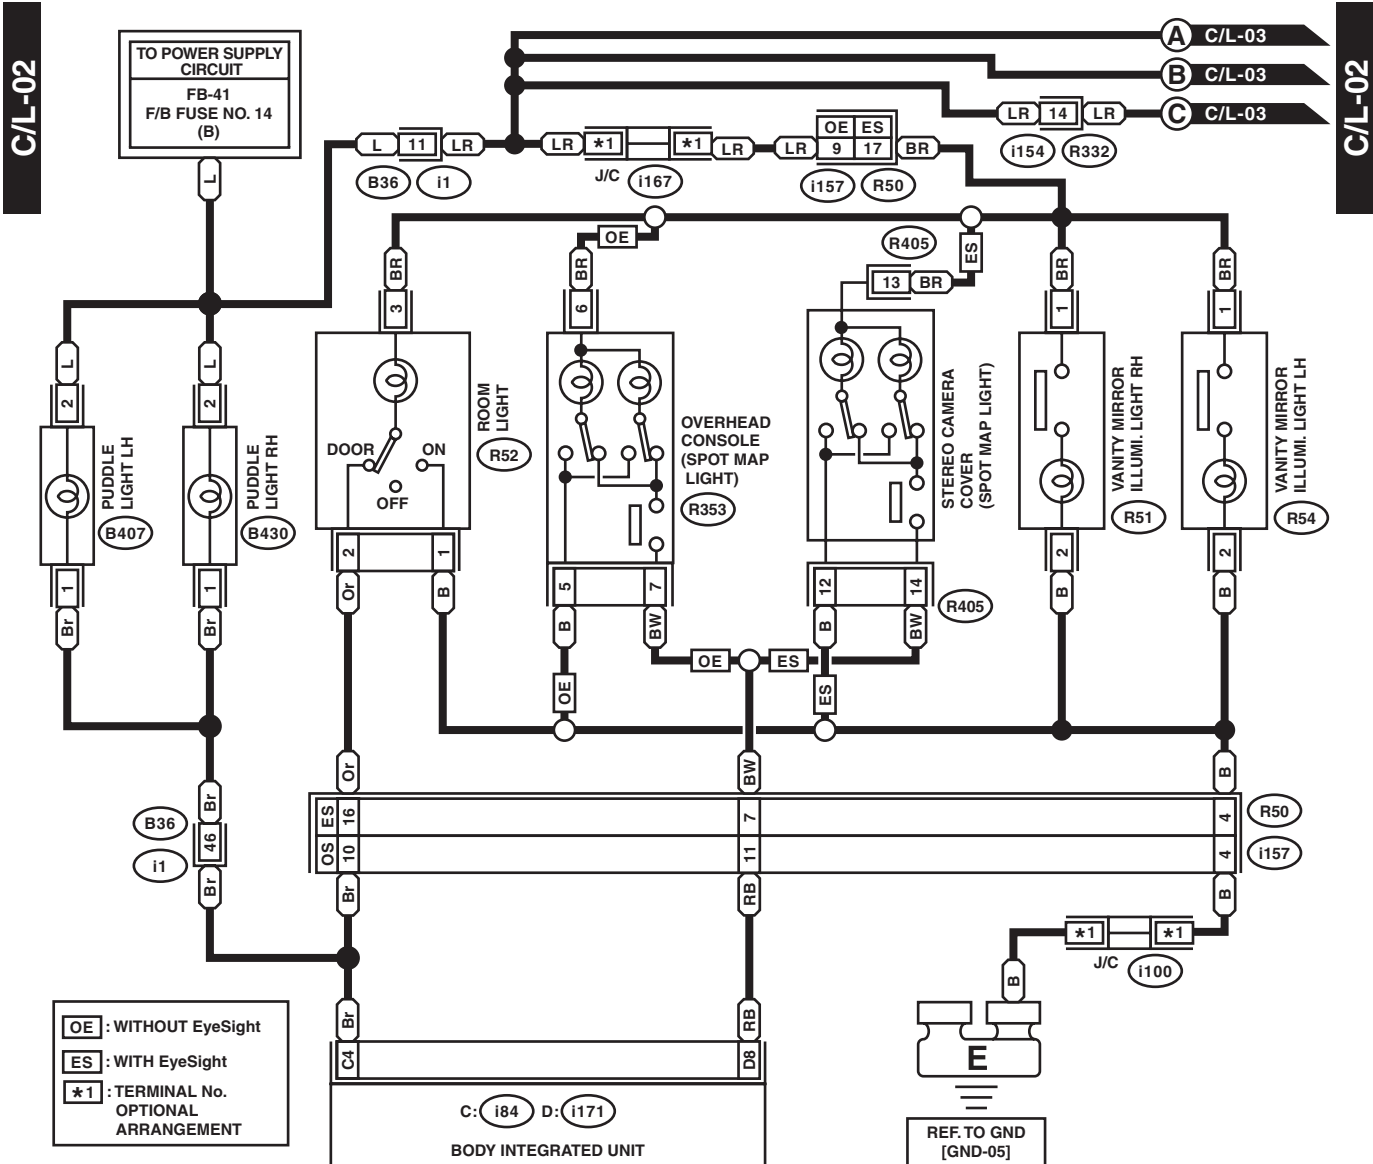 C/L-02
C/L-02
TO POWER SUPPLY
CIRCUIT
FB-41
F/B FUSE NO. 14
(B)
L
A C/L-03
B C/L-03
LR 14 LR C C/L-03
i154 R332
L 11 LR
B36 i1
LR *1 *1 LR
J/C i167
OE ES
LR 9 17 BR
i157 R50
OE
R405
ES
13 BR
BR
BR
BR
BR
3
6
1
1
L
L
2
2
PUDDLE
LIGHT LH
B407
PUDDLE
LIGHT RH
B430
1
1
Br
Br
DOOR ON
OFF
ROOM
LIGHT
R52
2 1
Or B
OVERHEAD
CONSOLE
(SPOT MAP
LIGHT)
R353
5 7
B BW
STEREO CAMERA
COVER
(SPOT MAP LIGHT)
12 14
R405
B BW
VANITY MIRROR
ILLUMI. LIGHT RH
R51
2
B
VANITY MIRROR
ILLUMI. LIGHT LH
R54
2
B
OE ES
OE ES
Or BW B
ES 16 7 4 R50
OS 10 11 4 i157
Br RB B
Br
B36
46
i1
Br
*1 *1
J/C i100
B
E
REF. TO GND
[GND-05]
Br RB
C4 D8
C: i84 D: i171
BODY INTEGRATED UNIT
OE : WITHOUT EyeSight
ES : WITH EyeSight
*1 : TERMINAL No.
OPTIONAL
ARRANGEMENT